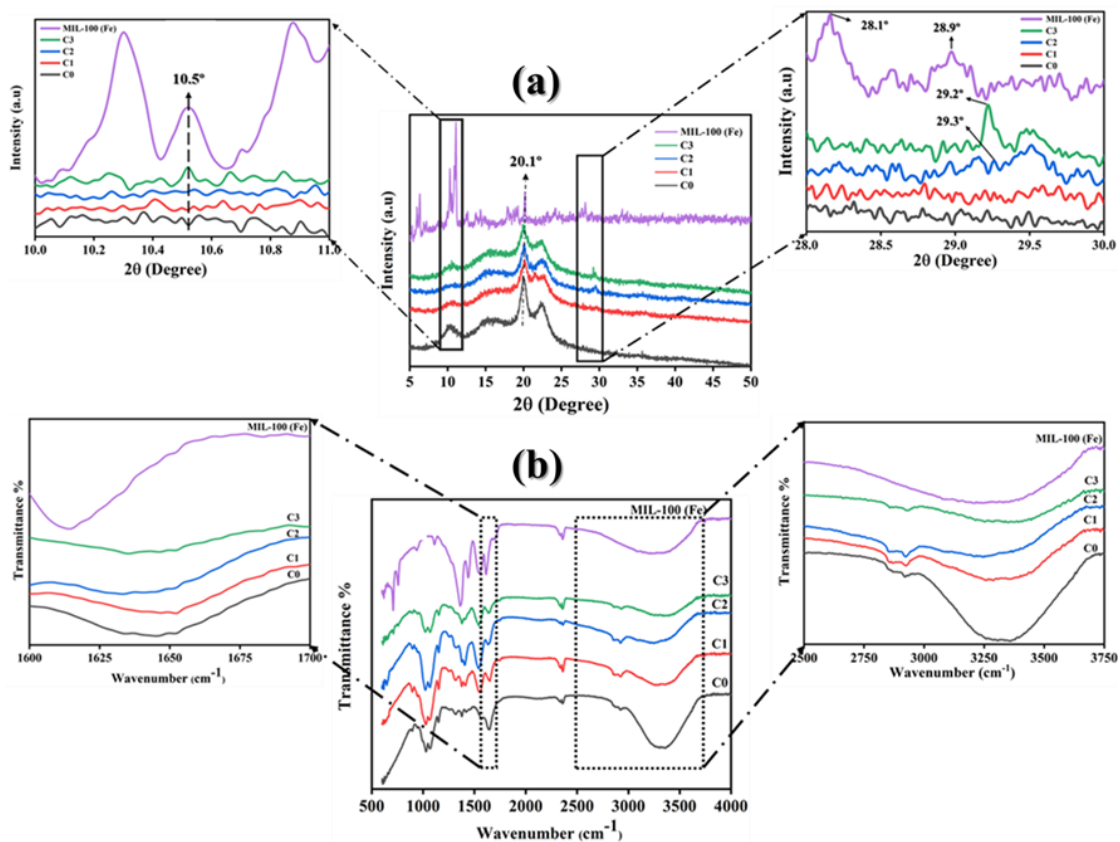 (a)
MIL-100 (Fe)
C3
C2
C1
C0
10.5°
Intensity (a.u)
10.0 10.2 10.4 10.6 10.8 11.0
2θ (Degree)
MIL-100 (Fe)
C3
C2
C1
C0
20.1°
Intensity (a.u)
5 10 15 20 25 30 35 40 45 50
2θ (Degree)
MIL-100 (Fe)
C3
C2
C1
C0
28.1°
28.9°
29.2°
29.3°
Intensity (a.u)
28.0 28.5 29.0 29.5 30.0
2θ (Degree)
(b)
MIL-100 (Fe)
C3
C2
C1
C0
Transmittance %
1600 1625 1650 1675 1700
Wavenumber (cm⁻¹)
MIL-100 (Fe)
C3
C2
C1
C0
Transmittance %
500 1000 1500 2000 2500 3000 3500 4000
Wavenumber (cm⁻¹)
MIL-100 (Fe)
C3
C2
C1
C0
Transmittance %
2500 2750 3000 3250 3500 3750
Wavenumber (cm⁻¹)